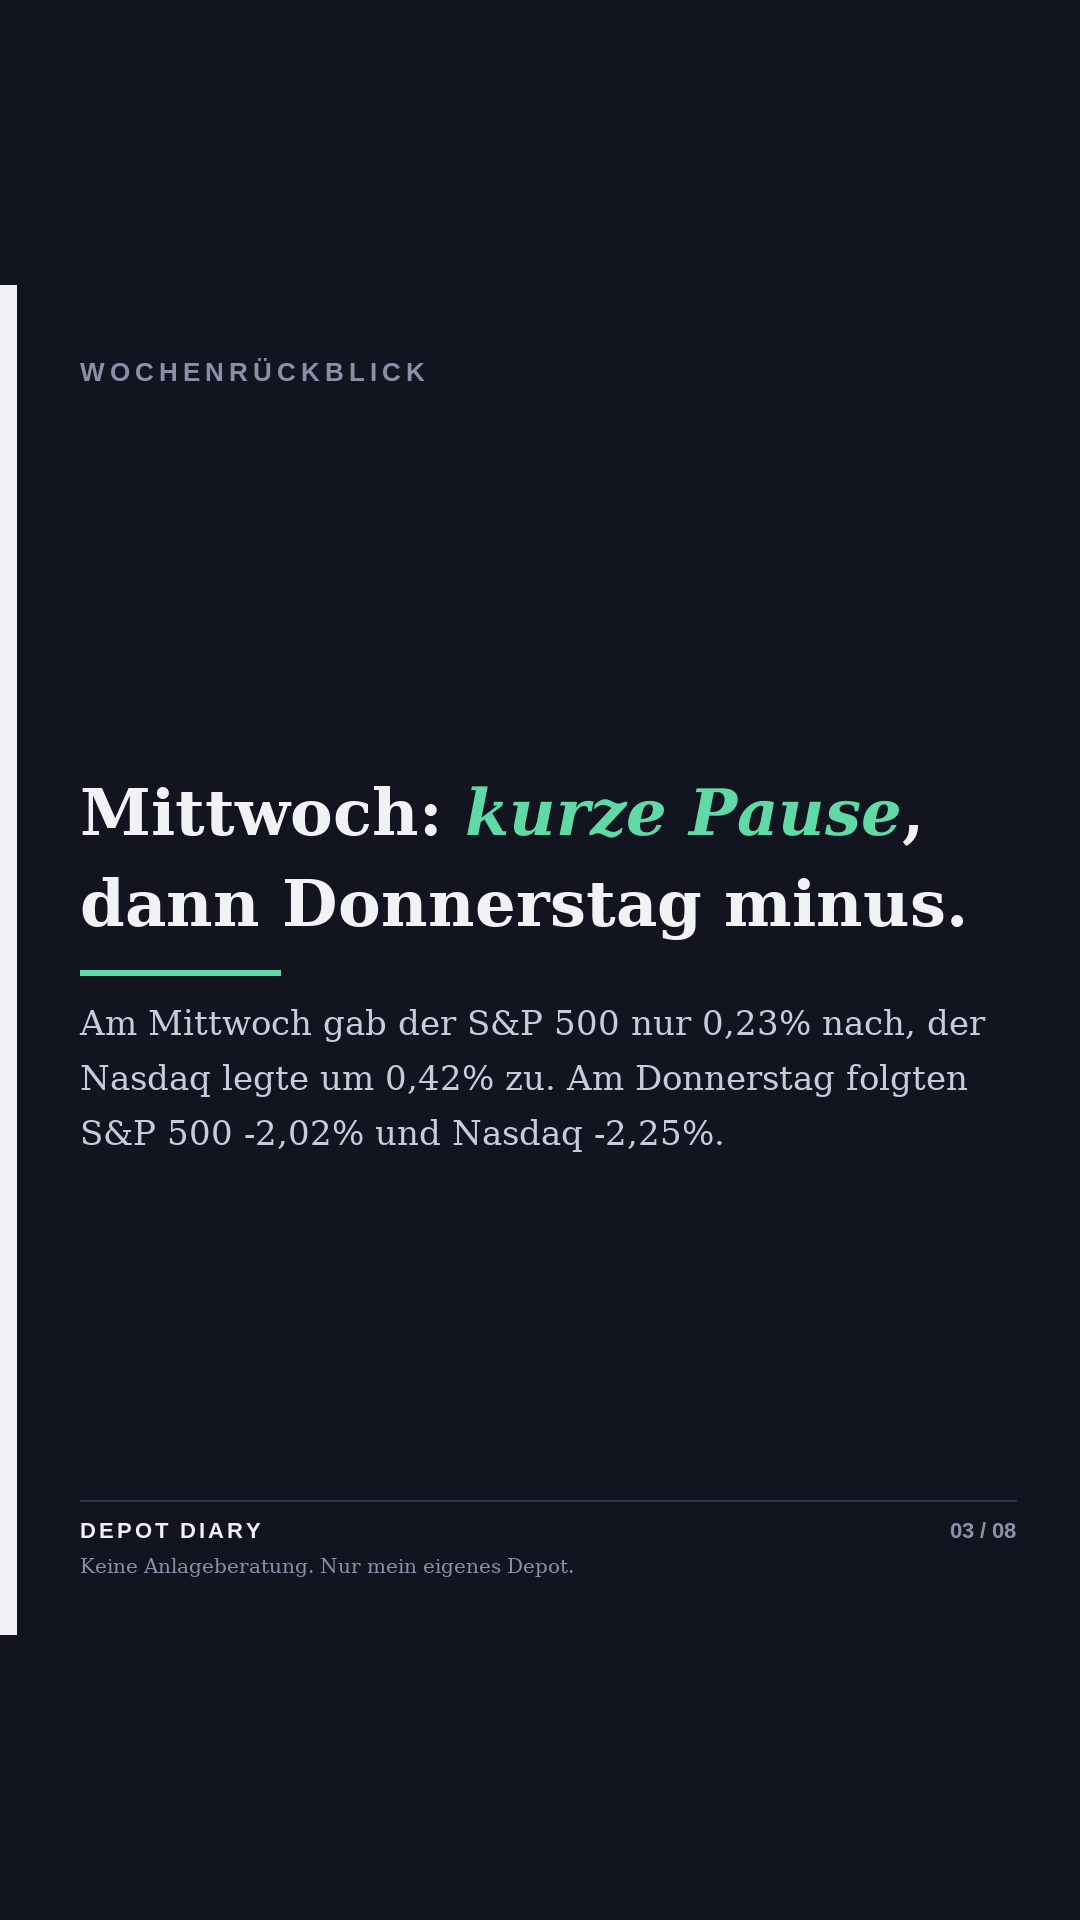 WOCHENRÜCKBLICK
Mittwoch: kurze Pause,
dann Donnerstag minus.
Am Mittwoch gab der S&P 500 nur 0,23% nach, der
Nasdaq legte um 0,42% zu. Am Donnerstag folgten
S&P 500 -2,02% und Nasdaq -2,25%.
DEPOT DIARY
03 / 08
Keine Anlageberatung. Nur mein eigenes Depot.